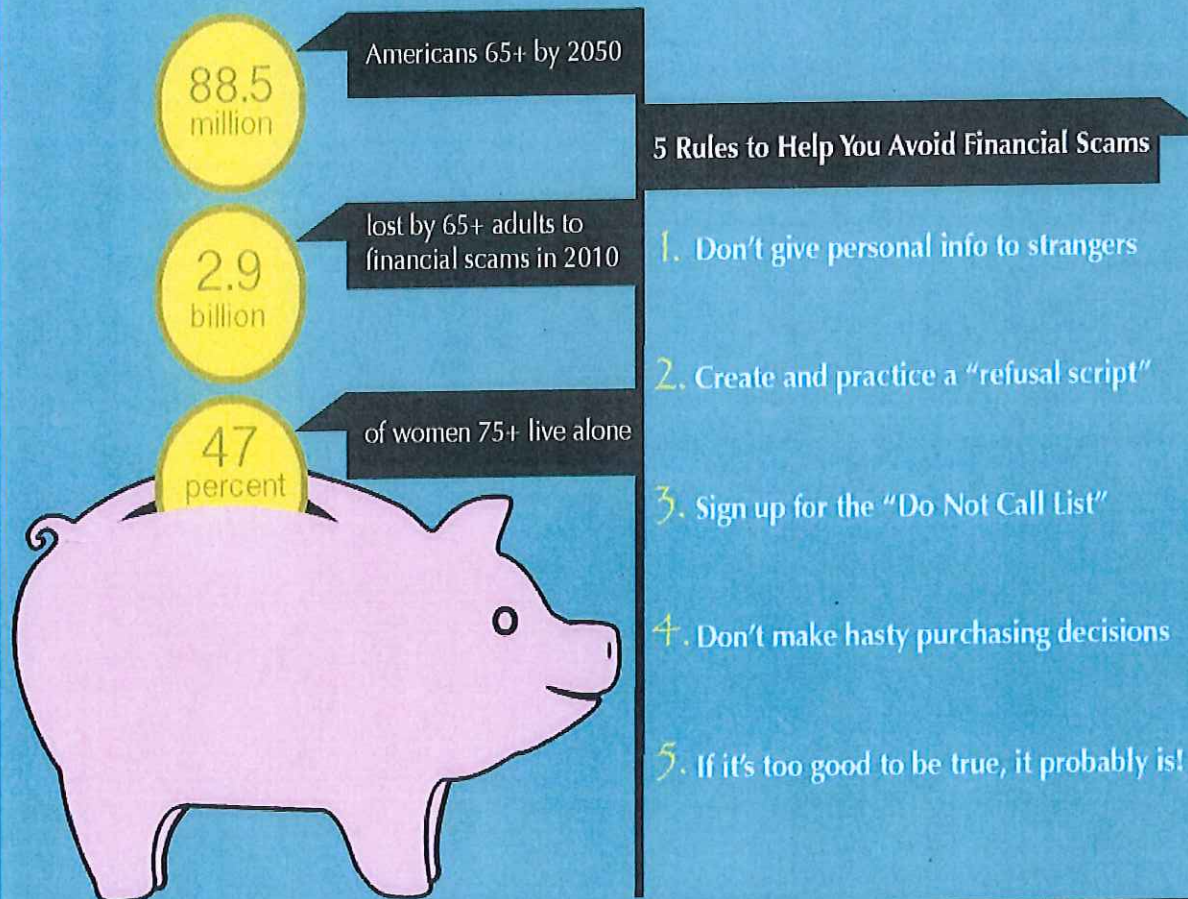 88.5
million
Americans 65+ by 2050
2.9
billion
lost by 65+ adults to
financial scams in 2010
47
percent
of women 75+ live alone
5 Rules to Help You Avoid Financial Scams
1. Don't give personal info to strangers
2. Create and practice a "refusal script"
3. Sign up for the "Do Not Call List"
4. Don't make hasty purchasing decisions
5. If it's too good to be true, it probably is!